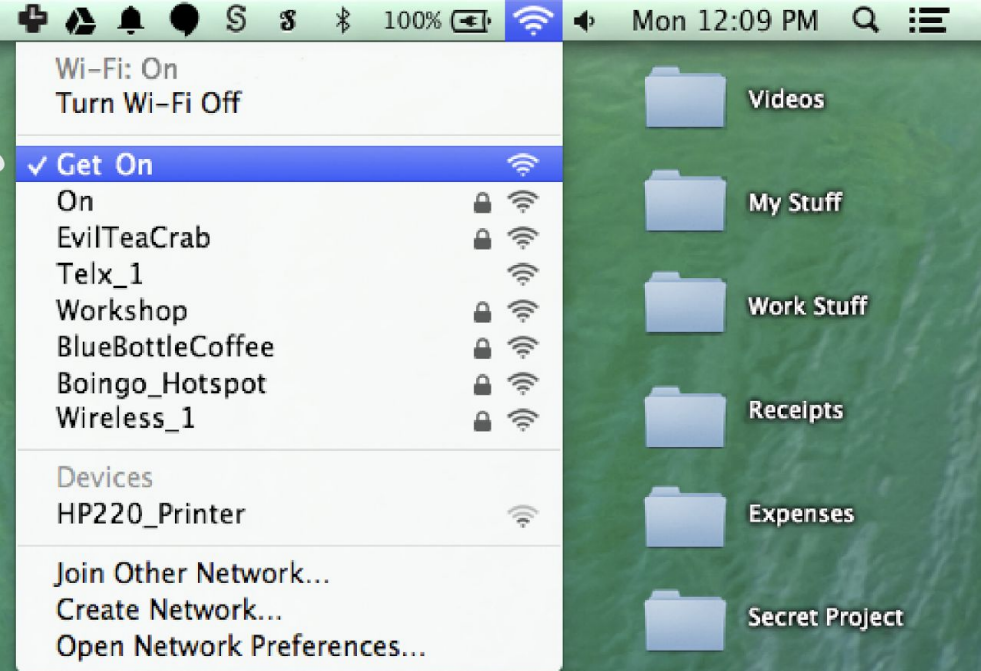 100% Mon 12:09 PM
Wi-Fi: On
Turn Wi-Fi Off
Get On
On
EvilTeaCrab
Telx_1
Workshop
BlueBottleCoffee
Boingo_Hotspot
Wireless_1
Devices
HP220_Printer
Join Other Network...
Create Network...
Open Network Preferences...
Videos
My Stuff
Work Stuff
Receipts
Expenses
Secret Project